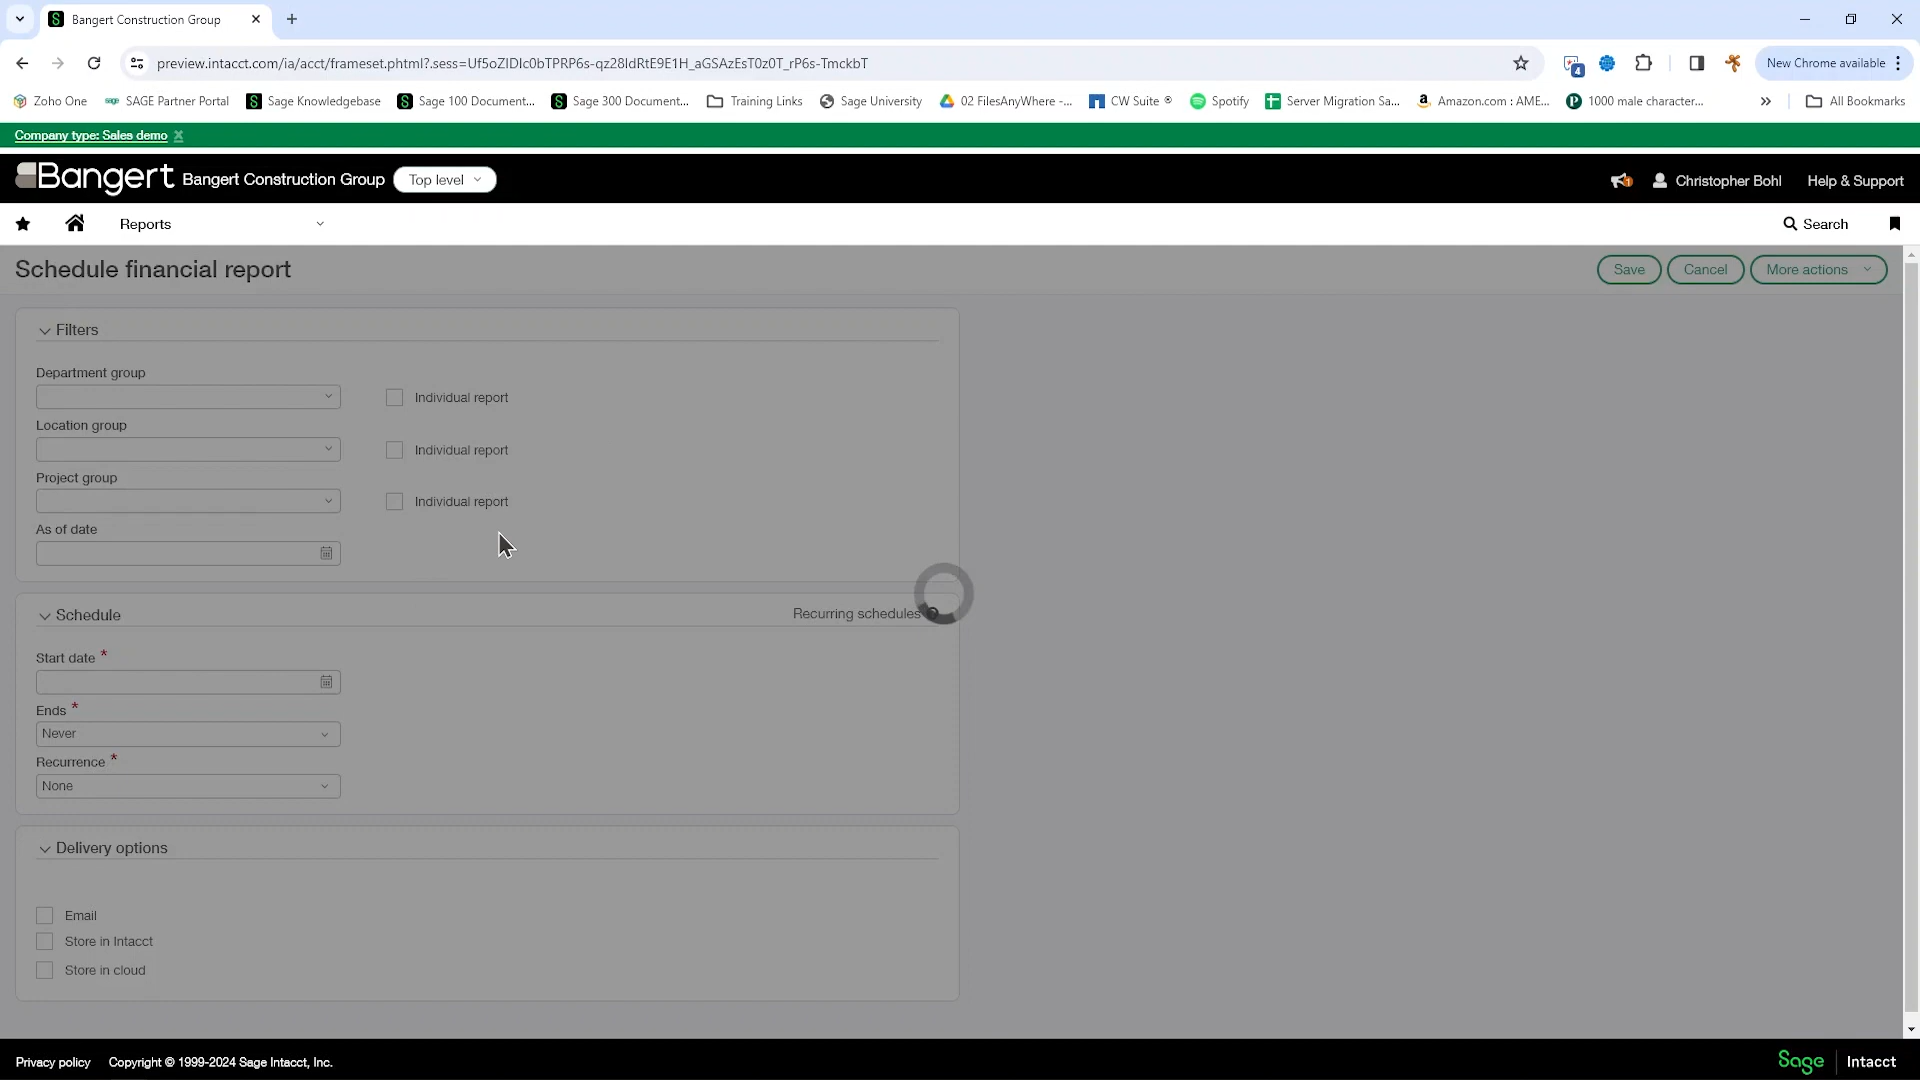 Bangert Construction Group
preview.intacct.com/ia/acct/frameset.phtml?.sess=Uf5oZIDIc0bTPRP6s-qz28IdRtE9E1H_aGSAzEsT0z0T_rP6s-TmckbT
4
New Chrome available
Zoho One
SAGE Partner Portal
Sage Knowledgebase
Sage 100 Document...
Sage 300 Document...
Training Links
Sage University
02 FilesAnyWhere -...
CW Suite ®
Spotify
Server Migration Sa...
Amazon.com : AME...
1000 male character...
All Bookmarks
Company type: Sales demo
Bangert
Bangert Construction Group
Top level
1
Christopher Bohl
Help & Support
Reports
Search
Schedule financial report
Save
Cancel
More actions
Filters
Department group
Individual report
Location group
Individual report
Project group
Individual report
As of date
Schedule
Recurring schedules
Start date *
Ends *
Never
Recurrence *
None
Delivery options
Email
Store in Intacct
Store in cloud
Privacy policy
Copyright © 1999-2024 Sage Intacct, Inc.
Sage
Intacct